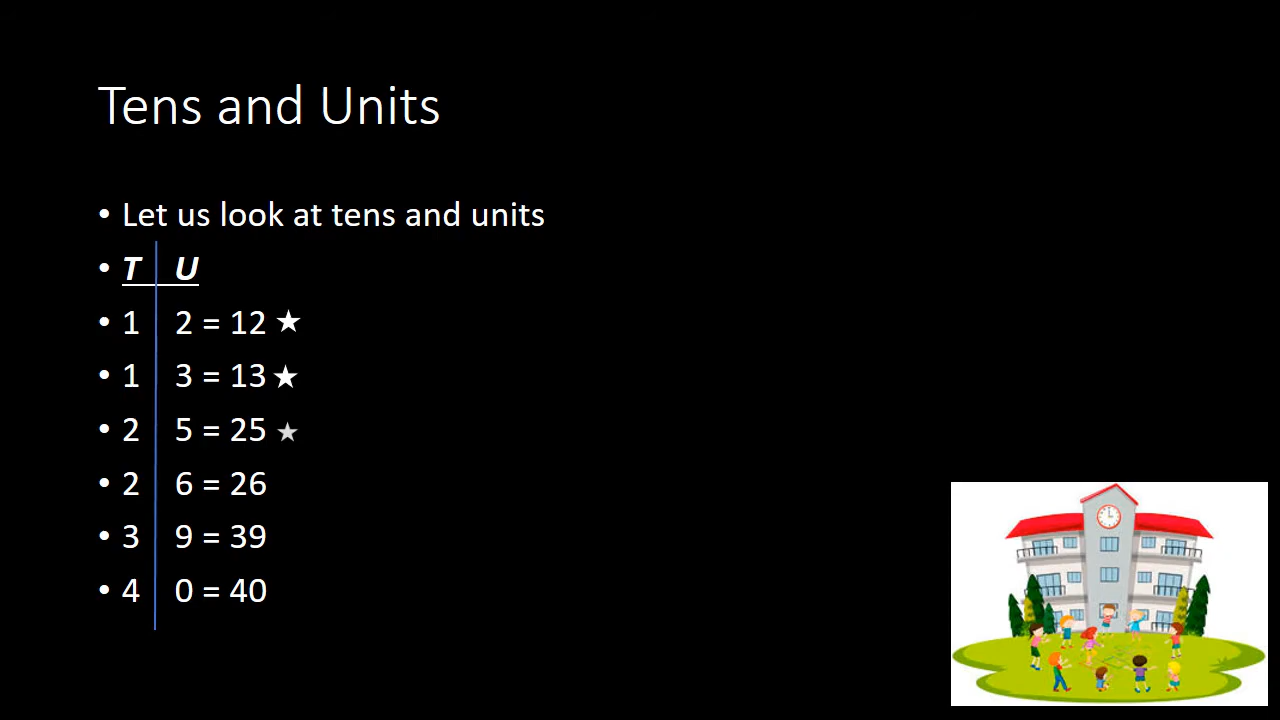 Tens and Units
• Let us look at tens and units
• T U
• 1 2 = 12 ★
• 1 3 = 13 ★
• 2 5 = 25 ★
• 2 6 = 26
• 3 9 = 39
• 4 0 = 40